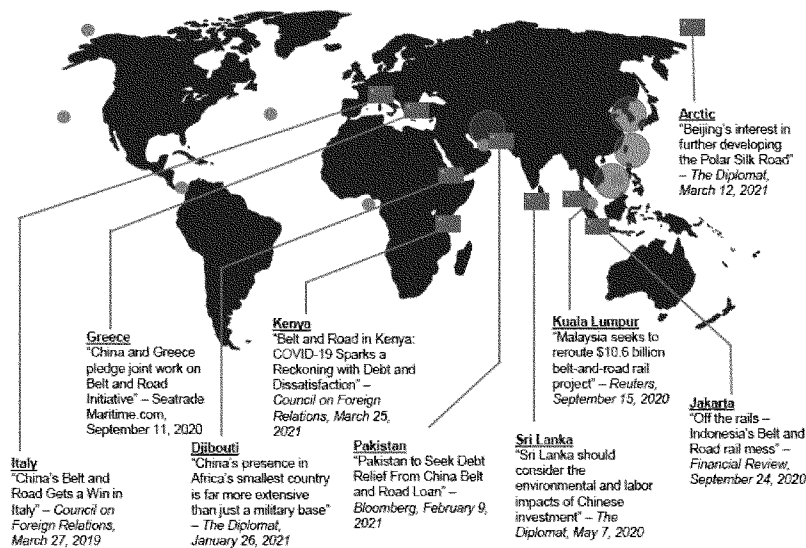 Arctic
"Beijing's interest in
further developing
the Polar Silk Road"
– The Diplomat,
March 12, 2021
Greece
"China and Greece
pledge joint work on
Belt and Road
Initiative" – Seatrade
Maritime.com,
September 11, 2020
Kenya
"Belt and Road in Kenya:
COVID-19 Sparks a
Reckoning with Debt and
Dissatisfaction" –
Council on Foreign
Relations, March 25,
2021
Kuala Lumpur
"Malaysia seeks to
reroute $10.6 billion
belt-and-road rail
project" – Reuters,
September 15, 2020
Jakarta
"Off the rails –
Indonesia's Belt and
Road rail mess" –
Financial Review,
September 24, 2020
Italy
"China's Belt and
Road Gets a Win in
Italy" – Council on
Foreign Relations,
March 27, 2019
Djibouti
"China's presence in
Africa's smallest country
is far more extensive
than just a military base"
– The Diplomat,
January 26, 2021
Pakistan
"Pakistan to Seek Debt
Relief From China Belt
and Road Loan" –
Bloomberg, February 9,
2021
Sri Lanka
"Sri Lanka should
consider the
environmental and labor
impacts of Chinese
investment" – The
Diplomat, May 7, 2020